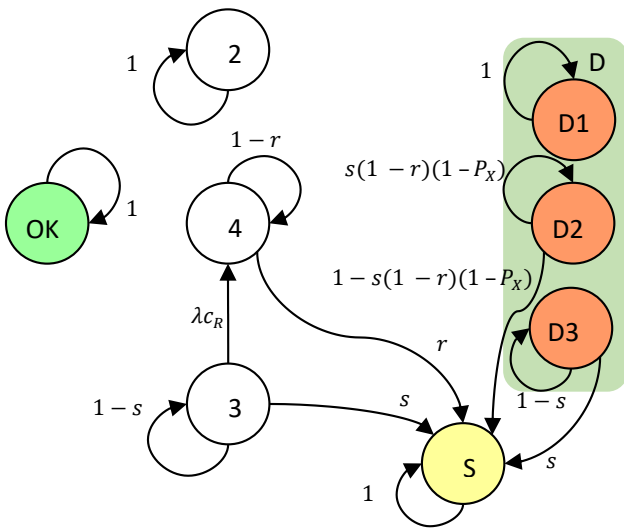 2
1
D
1
D1
1 – r
s(1 – r)(1 – P_X)
1
OK
4
D2
1–s(1 – r)(1–P_X)
λc_R
r
D3
1 – s
3
s
1–s
S
s
1